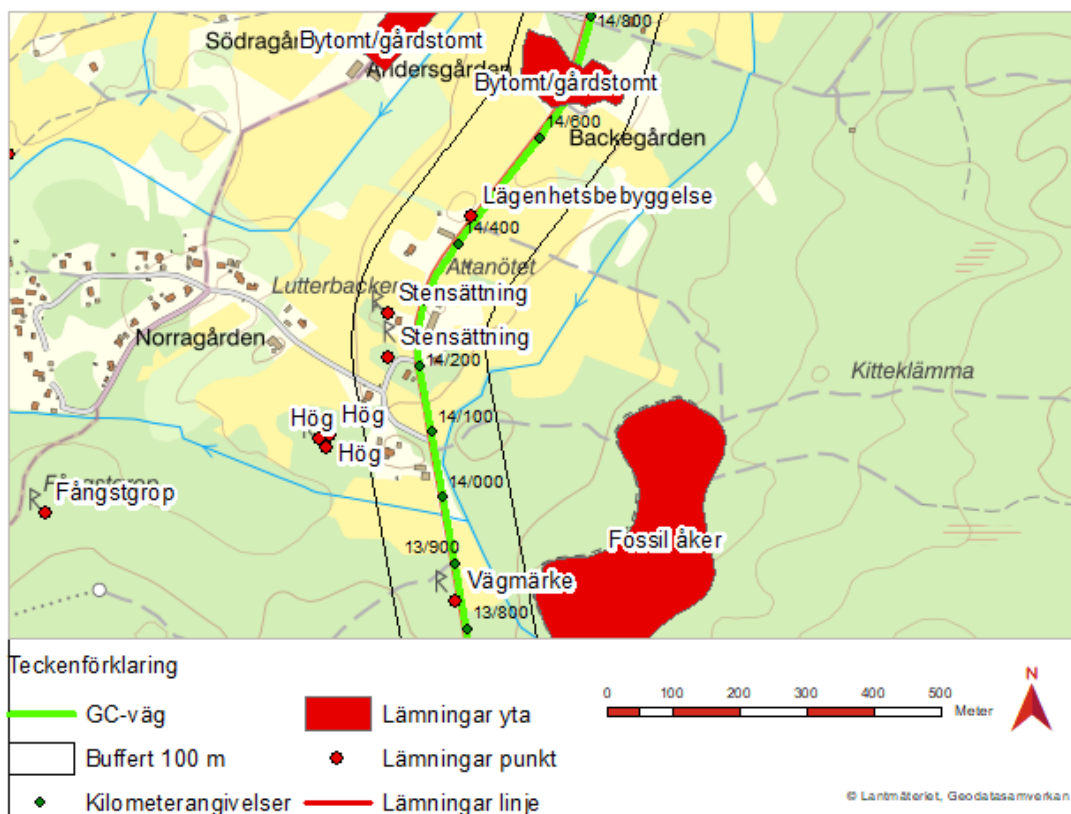 14/800
Södragår
Bytomt/gårdstomt
Andersgården
Bytomt/gårdstomt
14/600
Backegården
Lägenhetsbebyggelse
14/400
Attanötet
Lutterbacken
Stensättning
Stensättning
Norragården
14/200
Kitteklämma
14/100
Hög
Hög
Hög
Fångstgrop
Fångstgrop
14/000
Fössil åker
13/900
Vägmärke
13/800
Teckenförklaring
GC-väg
Lämningar yta
0 100 200 300 400 500
Meter
N
Buffert 100 m
Lämningar punkt
Kilometerangivelser
Lämningar linje
© Lantmäteriet, Geodatasamverkan